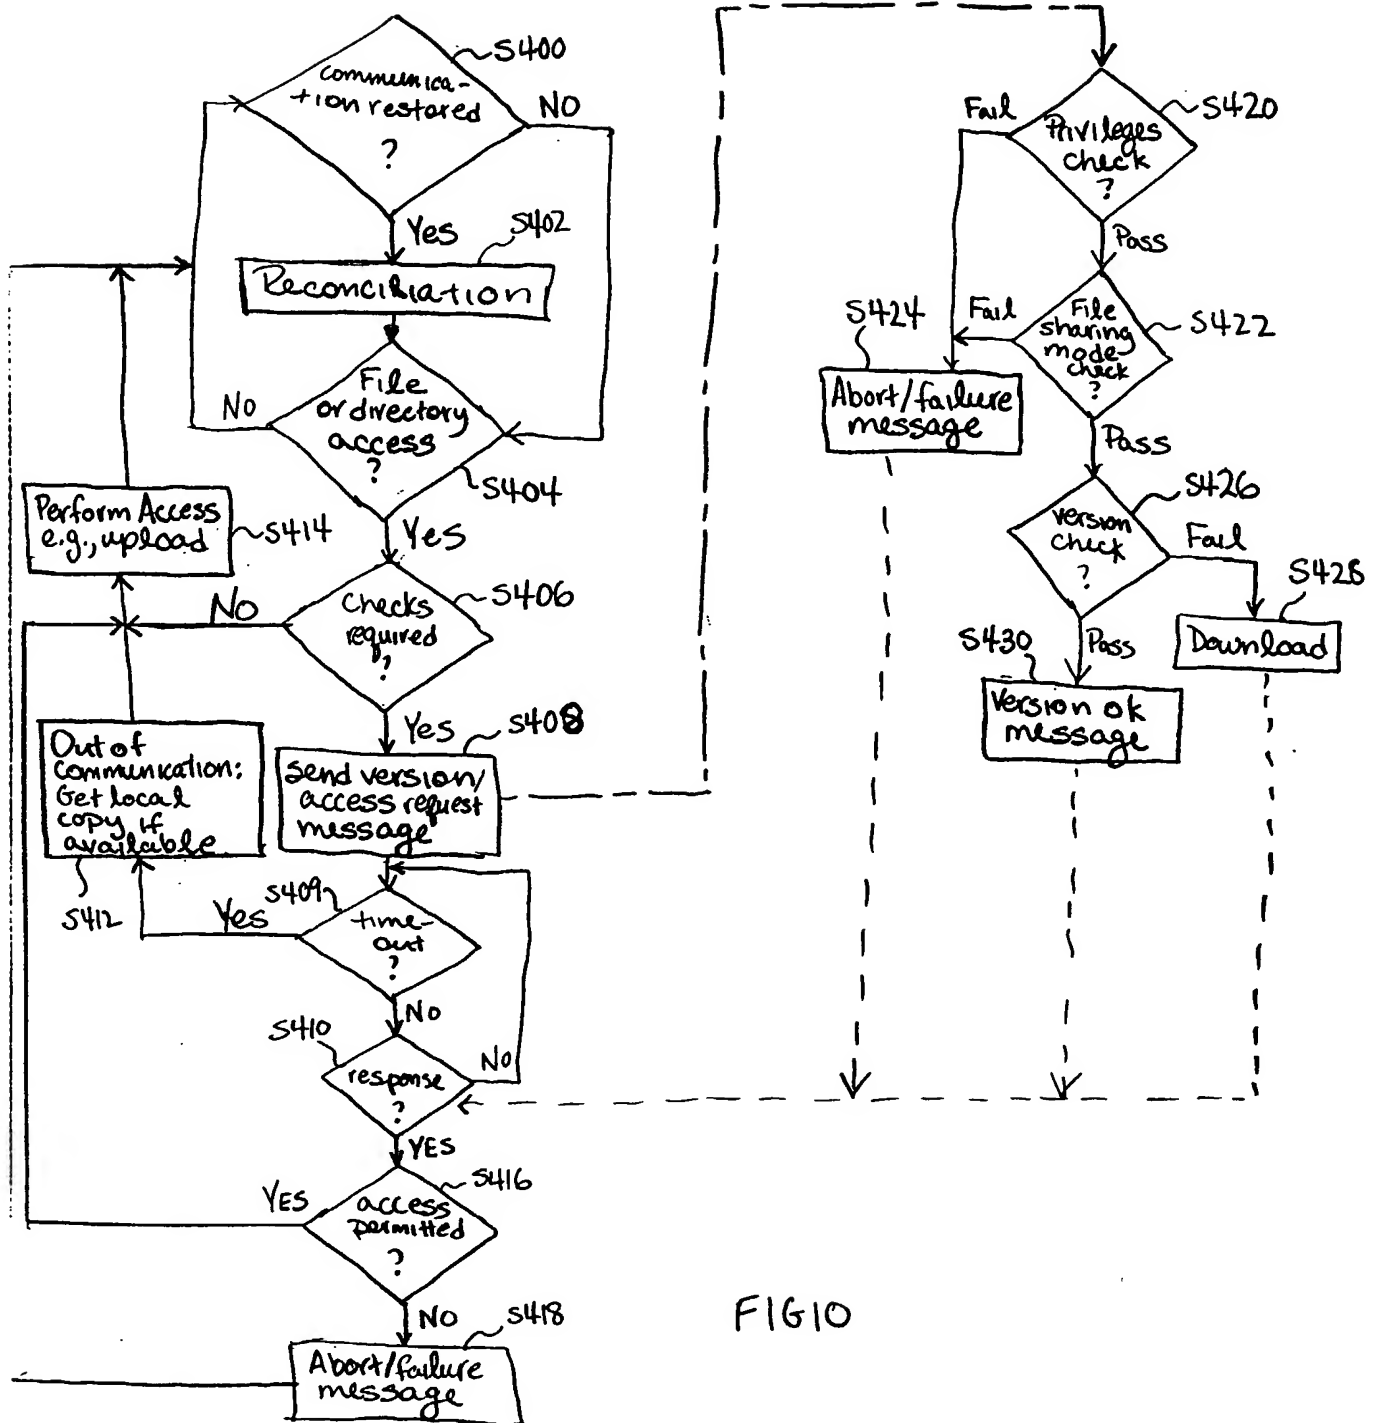 S400
communica-
tion restored
?
NO
Yes
S402
Reconciliation
File
or directory
access
?
No
S404
Yes
Perform Access
e.g., upload
S414
Checks
required
?
S406
No
Yes
S408
Send version/
access request
message
Out of
communication:
Get local
copy if
available
S412
S409
time-
out
?
Yes
NO
S410
response
?
NO
YES
S416
access
permitted
?
YES
NO
S418
Abort/failure
message
S420
Privileges
check
?
Fail
Pass
S422
File
sharing
mode
check
?
Fail
S424
Abort/failure
message
Pass
S426
version
check
?
Fail
S428
Download
Pass
S430
Version ok
message
FIG10